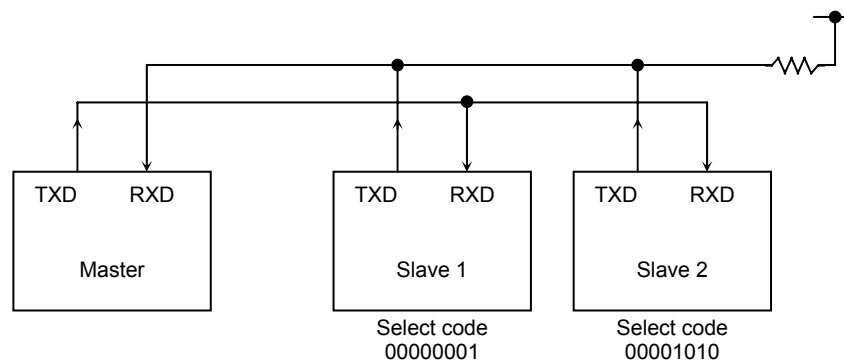 TXD RXD TXD RXD TXD RXD
Master Slave 1 Slave 2
Select code Select code
00000001 00001010